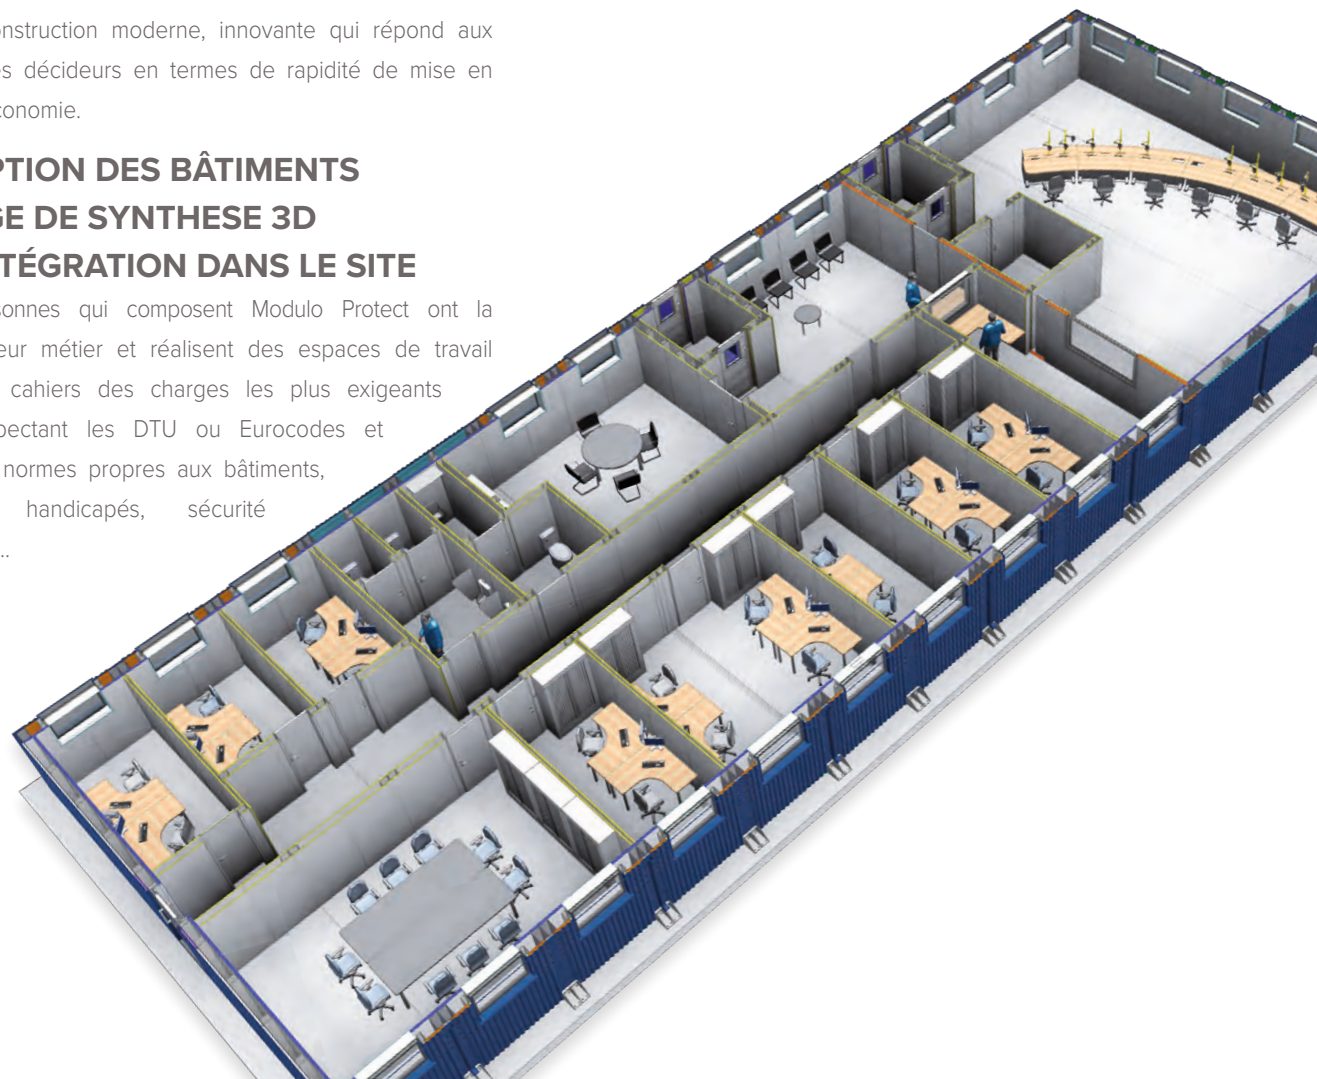 nstruction moderne, innovante qui répond aux
s décideurs en termes de rapidité de mise en
conomie.
PTION DES BÂTIMENTS
GE DE SYNTHESE 3D
NTÉGRATION DANS LE SITE
sonnes qui composent Modulo Protect ont la
eur métier et réalisent des espaces de travail
cahiers des charges les plus exigeants
pectant les DTU ou Eurocodes et
normes propres aux bâtiments,
handicapés, sécurité
...